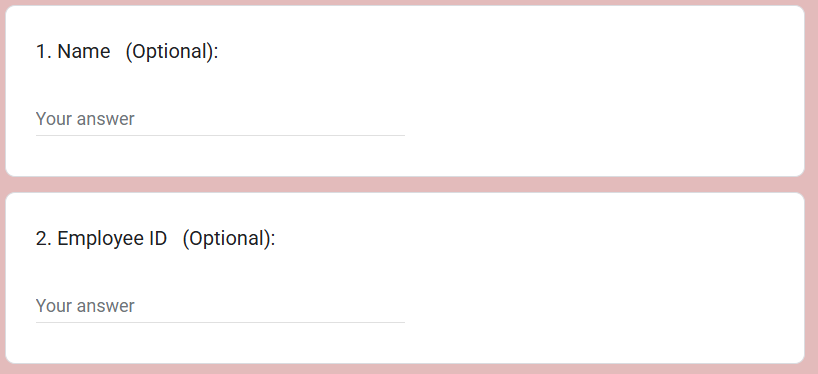 1. Name (Optional):
Your answer
2. Employee ID (Optional):
Your answer